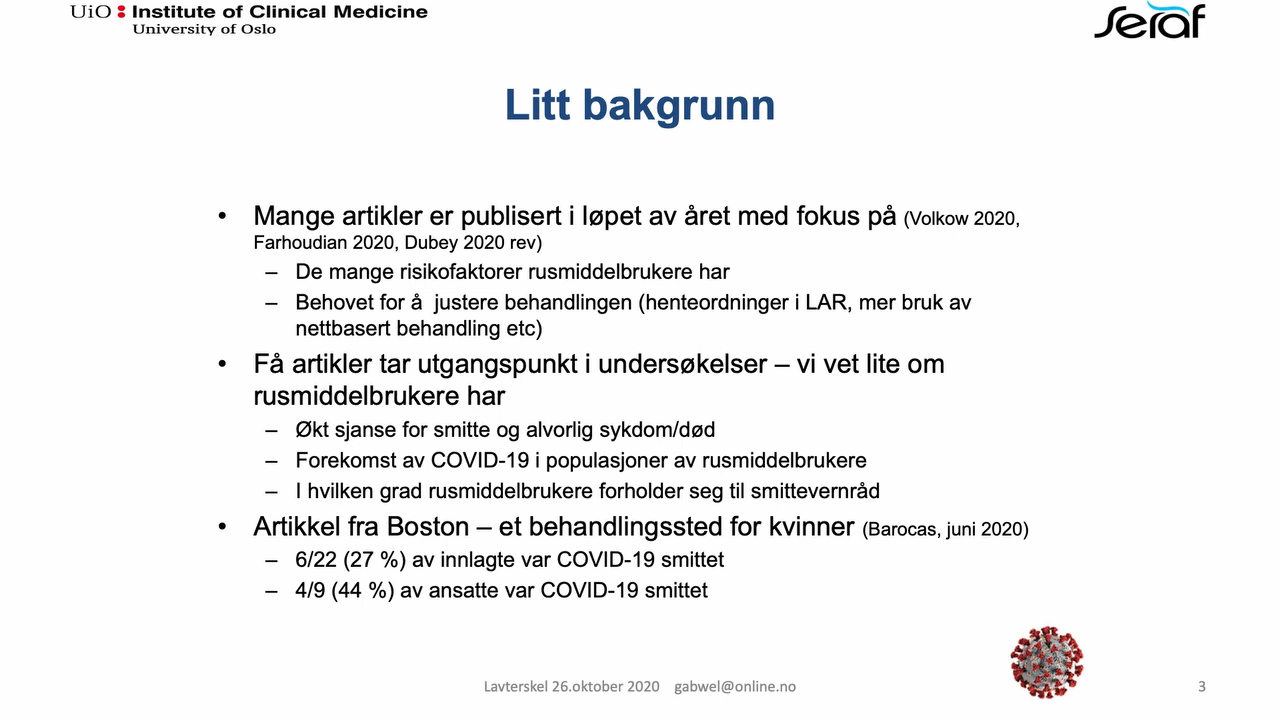 UiO Institute of Clinical Medicine
University of Oslo
Seraf
Litt bakgrunn
• Mange artikler er publisert i løpet av året med fokus på (Volkow 2020,
Farhoudian 2020, Dubey 2020 rev)
– De mange risikofaktorer rusmiddelbrukere har
– Behovet for å justere behandlingen (henteordninger i LAR, mer bruk av
nettbasert behandling etc)
• Få artikler tar utgangspunkt i undersøkelser – vi vet lite om
rusmiddelbrukere har
– Økt sjanse for smitte og alvorlig sykdom/død
– Forekomst av COVID-19 i populasjoner av rusmiddelbrukere
– I hvilken grad rusmiddelbrukere forholder seg til smittevernråd
• Artikkel fra Boston – et behandlingssted for kvinner (Barocas, juni 2020)
– 6/22 (27 %) av innlagte var COVID-19 smittet
– 4/9 (44 %) av ansatte var COVID-19 smittet
Lavterskel 26.oktober 2020 gabwel@online.no
3